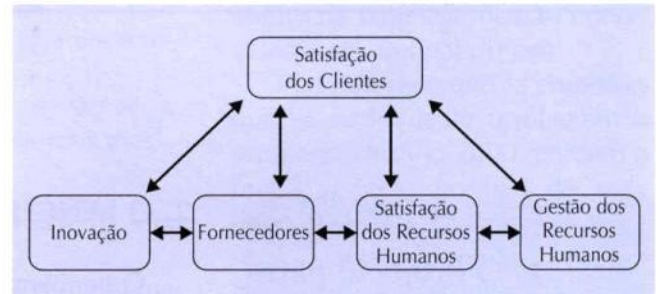 Satisfação
dos Clientes
Inovação
Fornecedores
Satisfação
dos Recursos
Humanos
Gestão dos
Recursos
Humanos